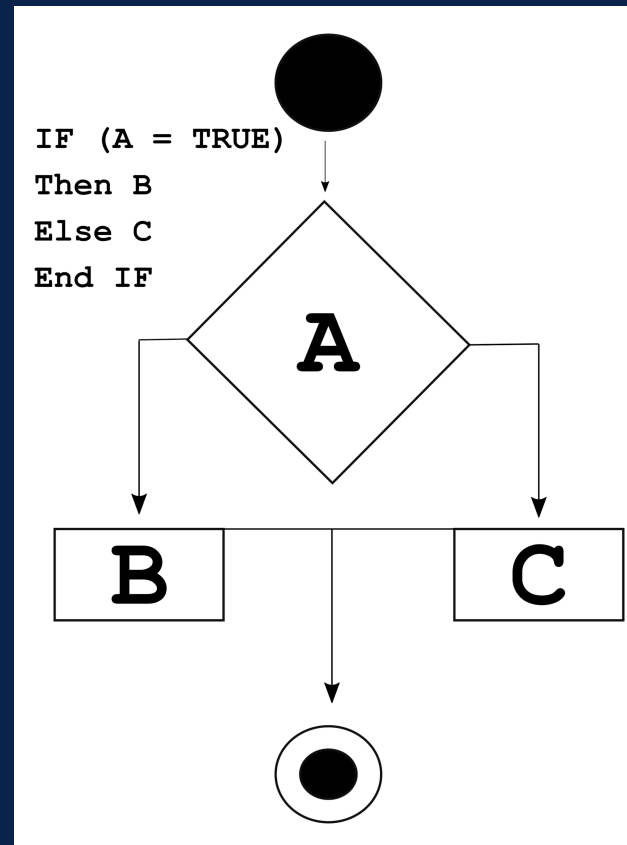 IF (A = TRUE)
Then B
Else C
End IF
A
B
C